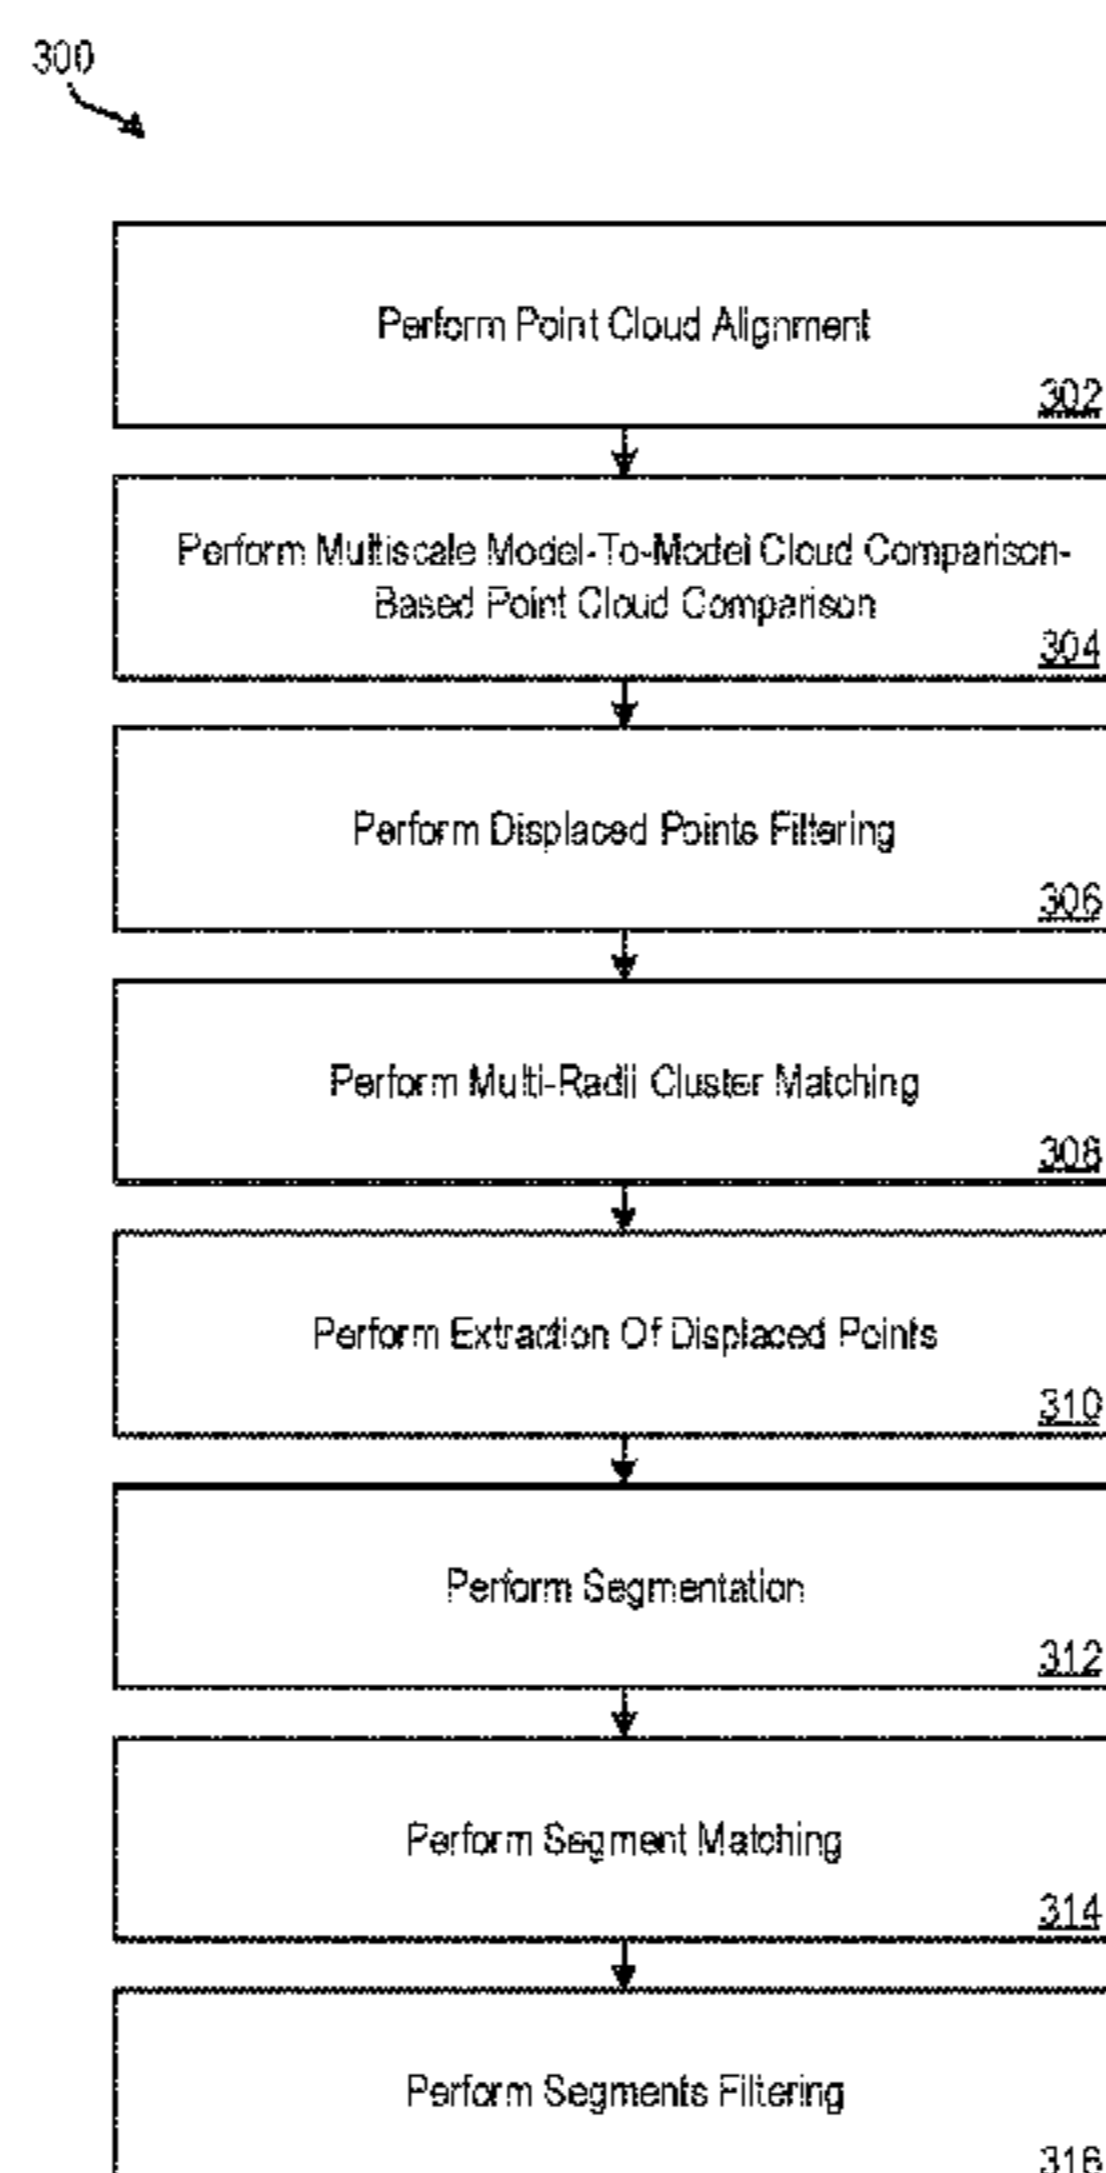 300
Perform Point Cloud Alignment
302
Perform Multiscale Model-To-Model Cloud Comparison-
Based Point Cloud Comparison
304
Perform Displaced Points Filtering
306
Perform Multi-Radii Cluster Matching
308
Perform Extraction Of Displaced Points
310
Perform Segmentation
312
Perform Segment Matching
314
Perform Segments Filtering
316